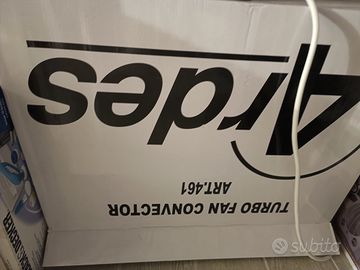 Ardes
TURBO FAN CONVECTOR
ART.461
subito